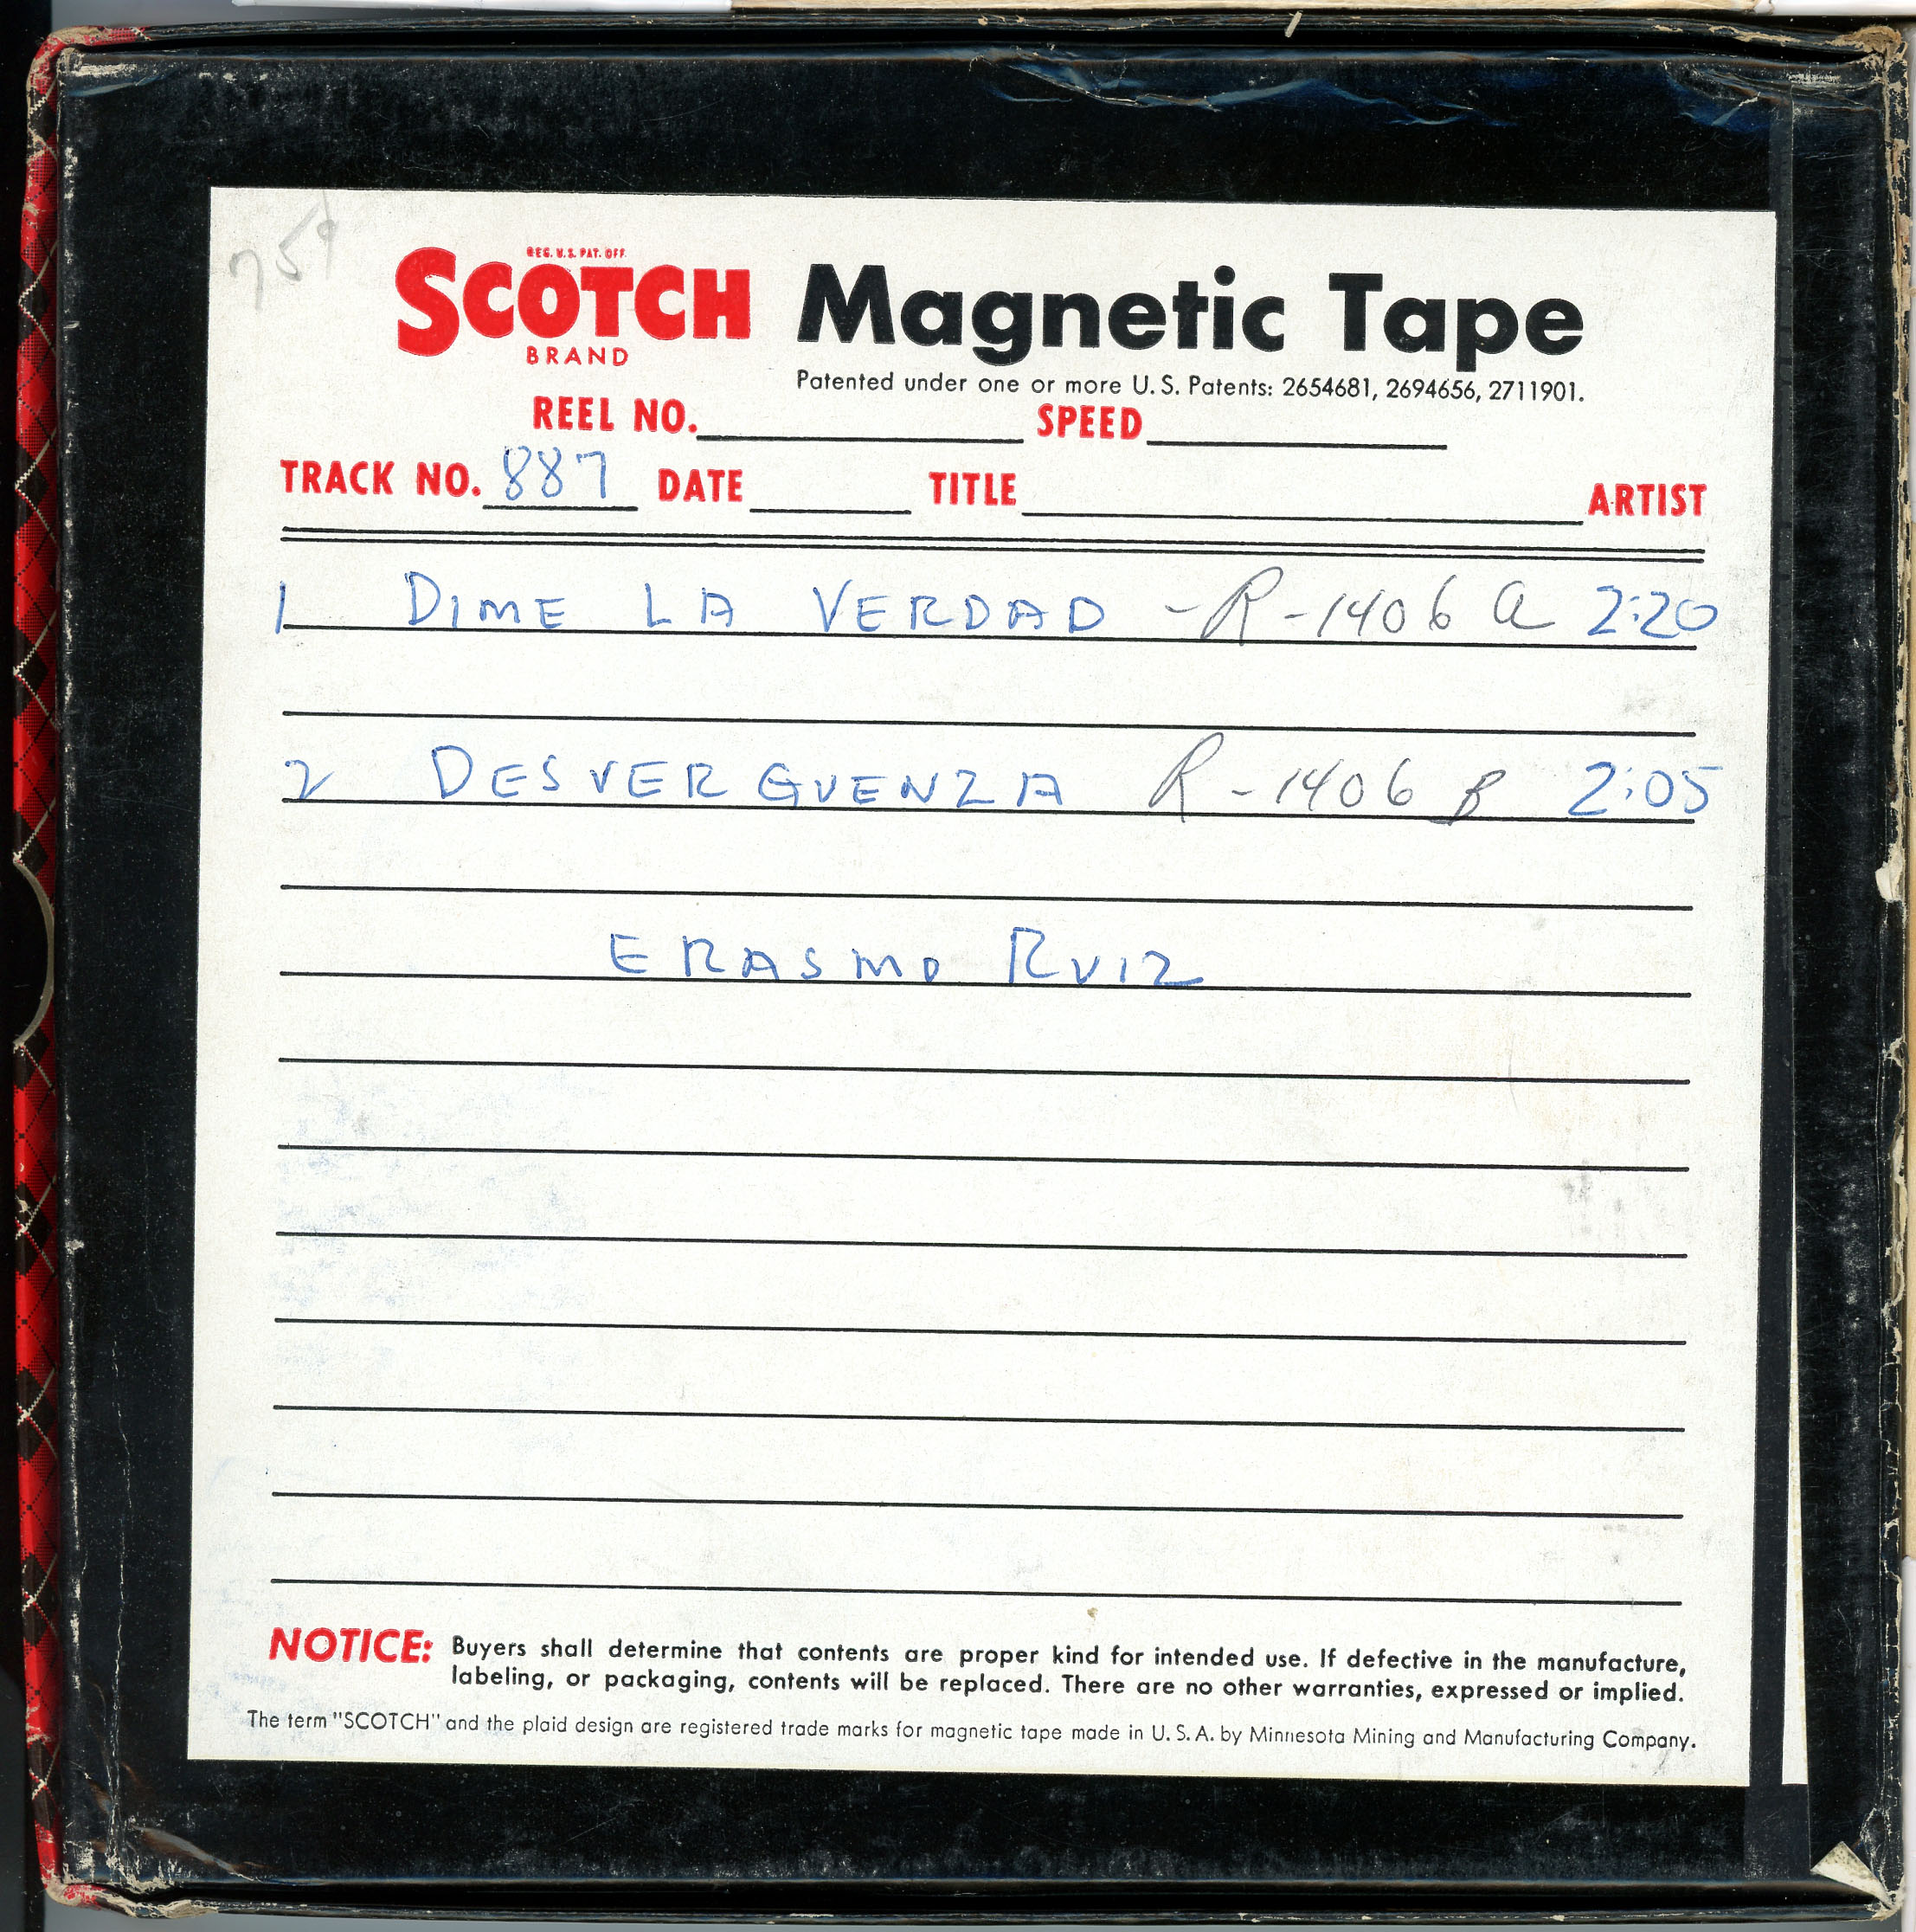 75¢
REG. U.S. PAT. OFF.
SCOTCH Magnetic Tape
BRAND
Patented under one or more U.S. Patents: 2654681, 2694656, 2711901.
REEL NO. SPEED
TRACK NO. 887 DATE TITLE ARTIST
1 DIME LA VERDAD - R-1406 a 2:20
2 DESVERGUENZA R-1406 B 2:05
ERASMO RUIZ
NOTICE: Buyers shall determine that contents are proper kind for intended use. If defective in the manufacture,
labeling, or packaging, contents will be replaced. There are no other warranties, expressed or implied.
The term "SCOTCH" and the plaid design are registered trade marks for magnetic tape made in U.S.A. by Minnesota Mining and Manufacturing Company.